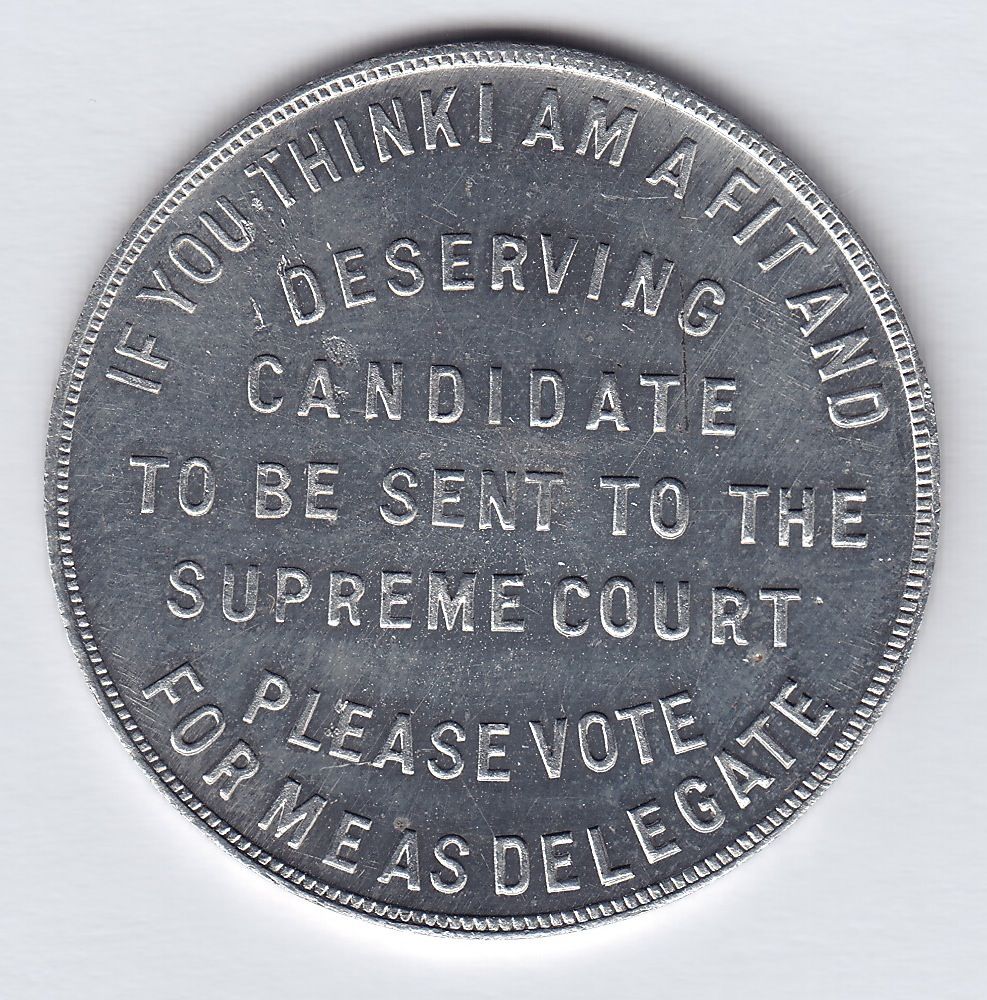 IF YOU THINK I AM A FIT AND
DESERVING
CANDIDATE
TO BE SENT TO THE
SUPREME COURT
PLEASE VOTE
FOR ME AS DELEGATE